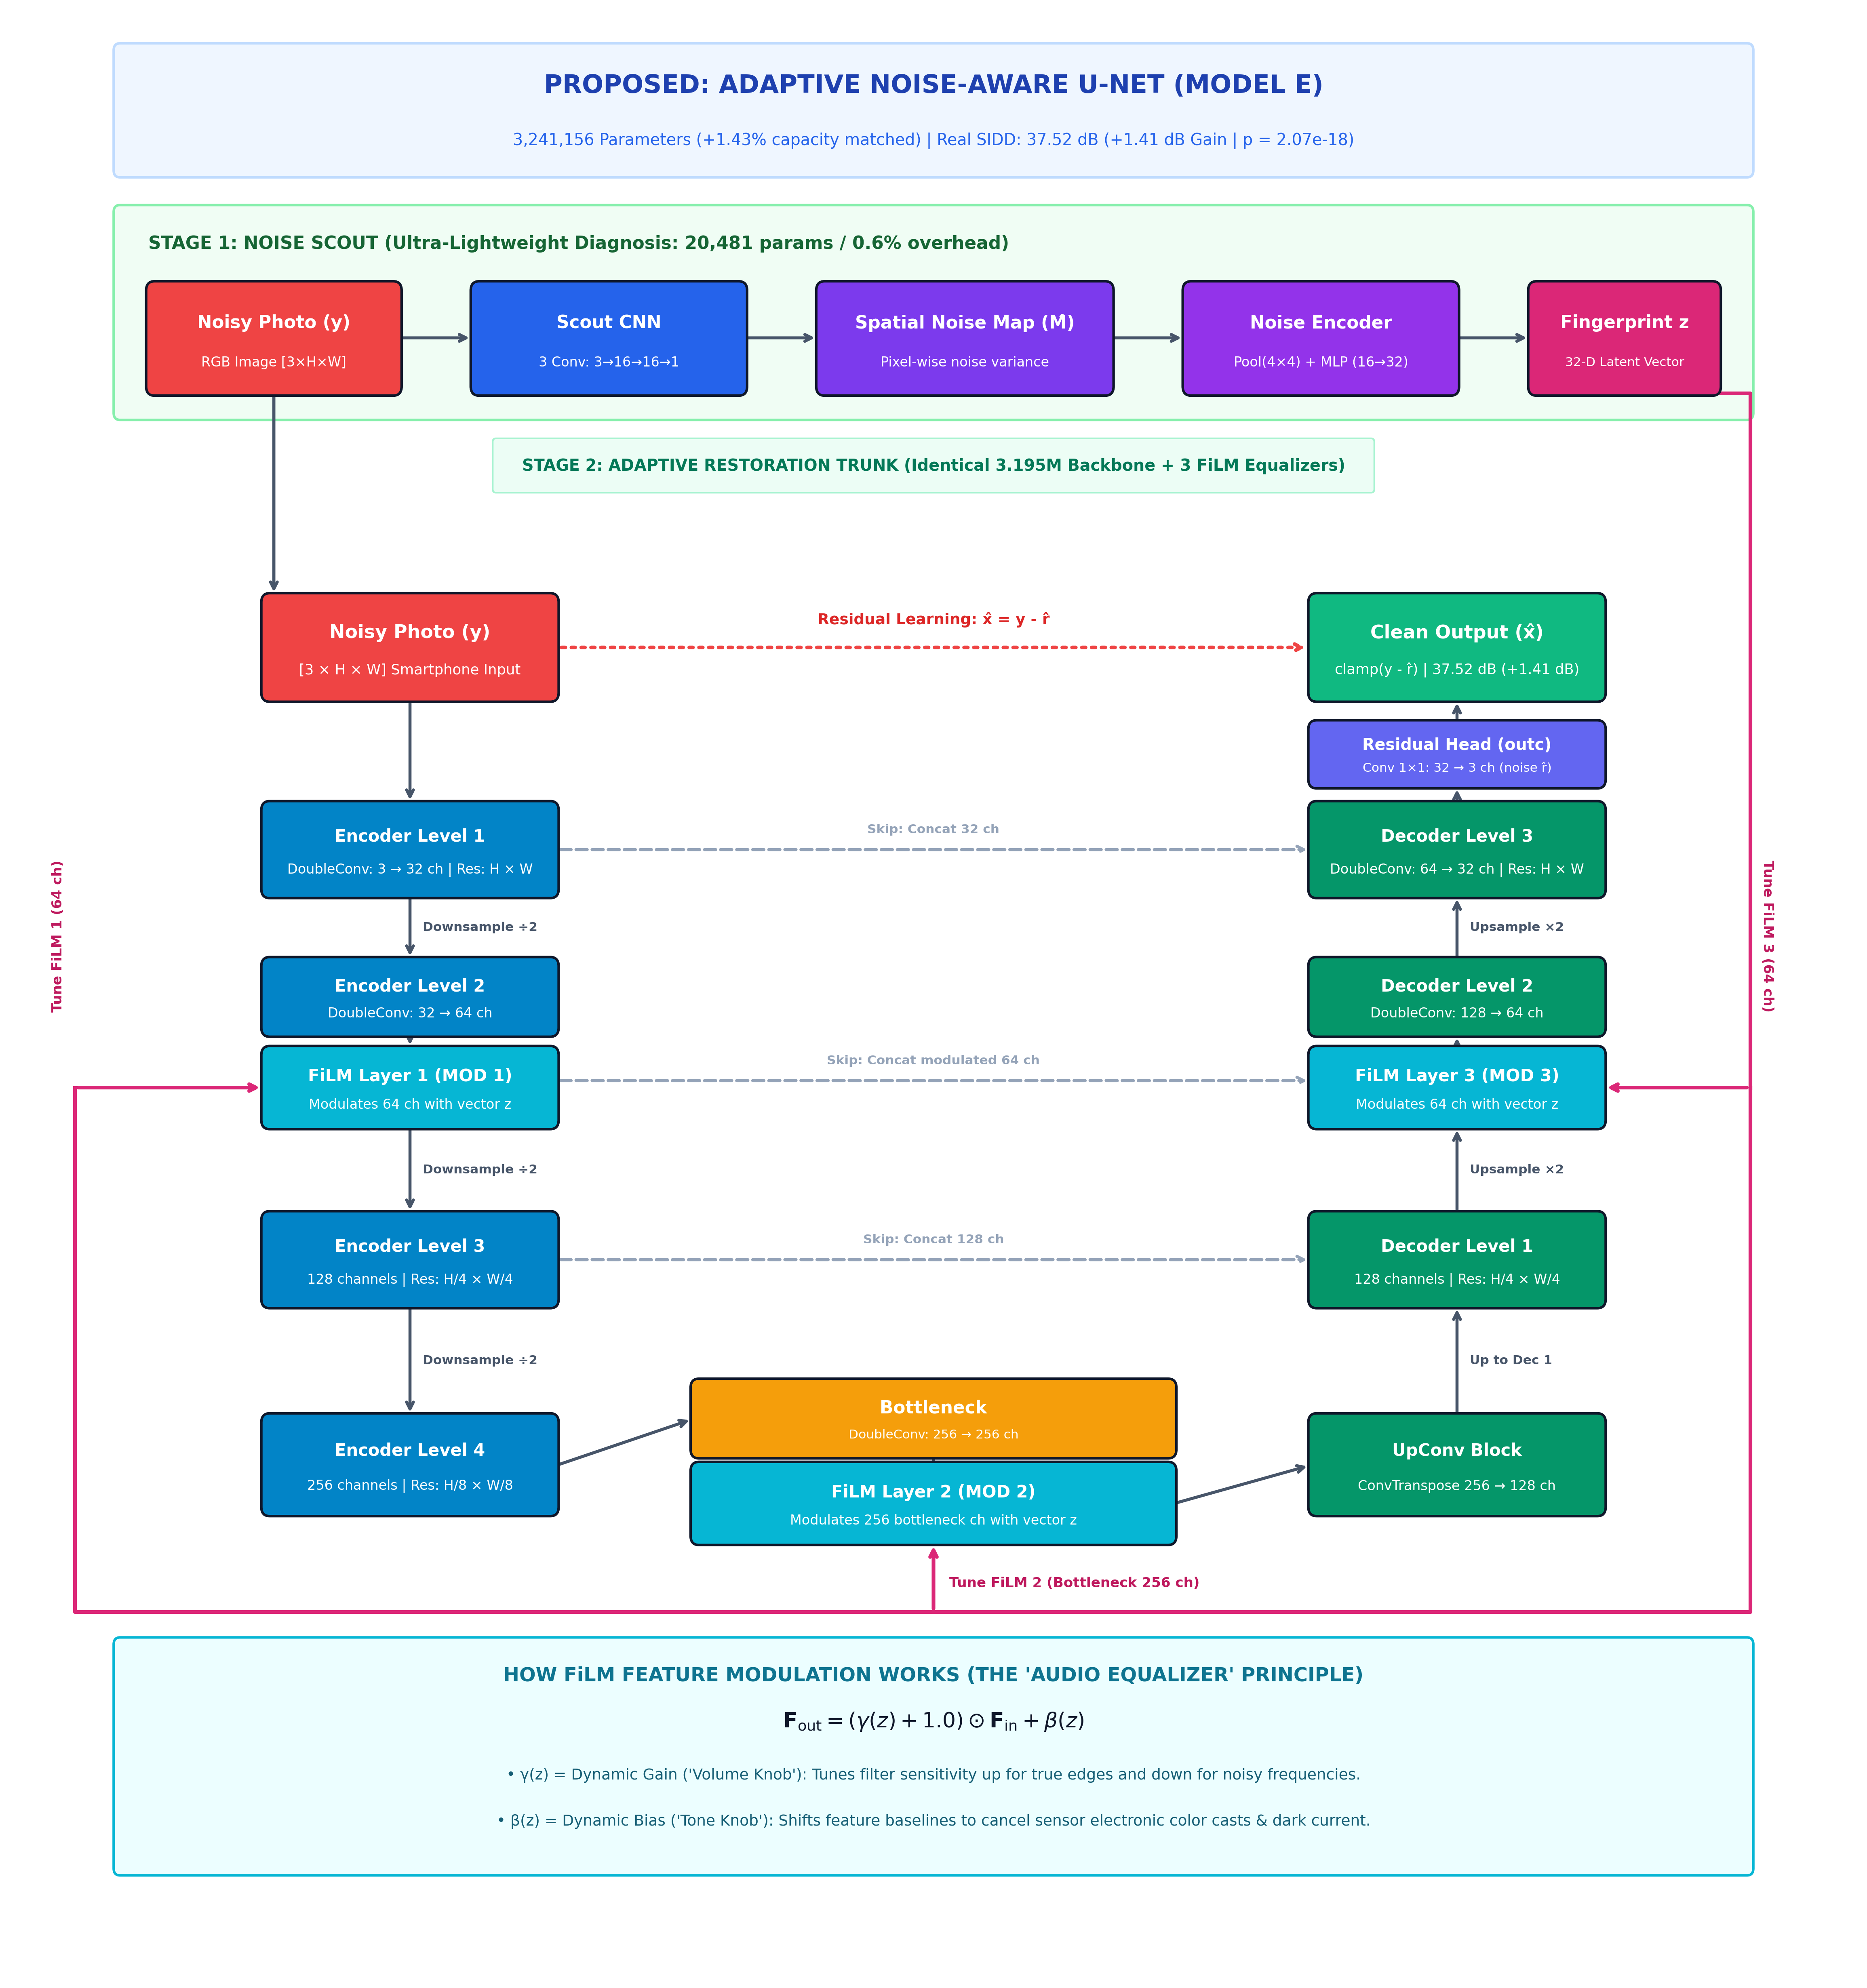 PROPOSED: ADAPTIVE NOISE-AWARE U-NET (MODEL E)
3,241,156 Parameters (+1.43% capacity matched) | Real SIDD: 37.52 dB (+1.41 dB Gain | p = 2.07e-18)
STAGE 1: NOISE SCOUT (Ultra-Lightweight Diagnosis: 20,481 params / 0.6% overhead)
Noisy Photo (y)
RGB Image [3×H×W]
Scout CNN
3 Conv: 3→16→16→1
Spatial Noise Map (M̂)
Pixel-wise noise variance
Noise Encoder
Pool(4×4) + MLP (16→32)
Fingerprint z
32-D Latent Vector
STAGE 2: ADAPTIVE RESTORATION TRUNK (Identical 3.195M Backbone + 3 FiLM Equalizers)
Noisy Photo (y)
[3 × H × W] Smartphone Input
Residual Learning: x̂ = y - r̂
Clean Output (x̂)
clamp(y - r̂) | 37.52 dB (+1.41 dB)
Residual Head (outc)
Conv 1×1: 32 → 3 ch (noise r̂)
Encoder Level 1
DoubleConv: 3 → 32 ch | Res: H × W
Skip: Concat 32 ch
Decoder Level 3
DoubleConv: 64 → 32 ch | Res: H × W
Tune FiLM 1 (64 ch)
Tune FiLM 3 (64 ch)
Downsample ÷2
Upsample ×2
Encoder Level 2
DoubleConv: 32 → 64 ch
Decoder Level 2
DoubleConv: 128 → 64 ch
FiLM Layer 1 (MOD 1)
Modulates 64 ch with vector z
Skip: Concat modulated 64 ch
FiLM Layer 3 (MOD 3)
Modulates 64 ch with vector z
Downsample ÷2
Upsample ×2
Encoder Level 3
128 channels | Res: H/4 × W/4
Skip: Concat 128 ch
Decoder Level 1
128 channels | Res: H/4 × W/4
Downsample ÷2
Up to Dec 1
Encoder Level 4
256 channels | Res: H/8 × W/8
Bottleneck
DoubleConv: 256 → 256 ch
FiLM Layer 2 (MOD 2)
Modulates 256 bottleneck ch with vector z
UpConv Block
ConvTranspose 256 → 128 ch
Tune FiLM 2 (Bottleneck 256 ch)
HOW FiLM FEATURE MODULATION WORKS (THE 'AUDIO EQUALIZER' PRINCIPLE)
F_out = (γ(z) + 1.0) ⊙ F_in + β(z)
• γ(z) = Dynamic Gain ('Volume Knob'): Tunes filter sensitivity up for true edges and down for noisy frequencies.
• β(z) = Dynamic Bias ('Tone Knob'): Shifts feature baselines to cancel sensor electronic color casts & dark current.